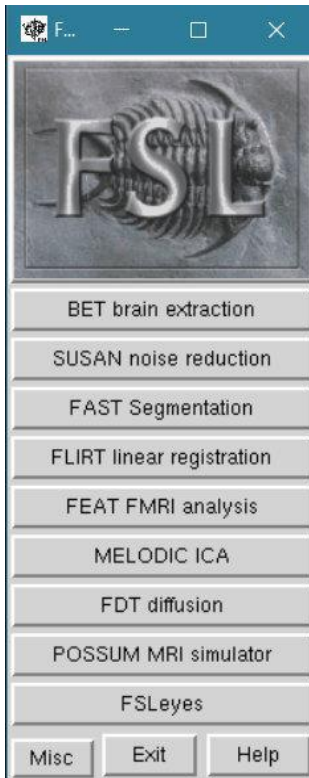 F...
FSL
BET brain extraction
SUSAN noise reduction
FAST Segmentation
FLIRT linear registration
FEAT FMRI analysis
MELODIC ICA
FDT diffusion
POSSUM MRI simulator
FSLeyes
Misc Exit Help